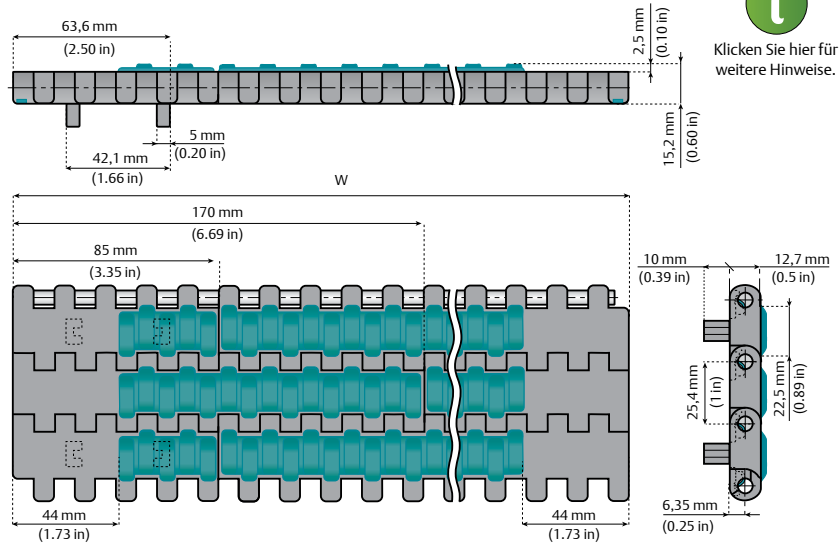 63,6 mm
(2.50 in)
2,5 mm
(0.10 in)
t
Klicken Sie hier für
weitere Hinweise.
5 mm
(0.20 in)
42,1 mm
(1.66 in)
15,2 mm
(0.60 in)
W
170 mm
(6.69 in)
85 mm
(3.35 in)
10 mm
(0.39 in)
12,7 mm
(0.5 in)
25,4 mm
(1 in)
22,5 mm
(0.89 in)
44 mm
(1.73 in)
44 mm
(1.73 in)
6,35 mm
(0.25 in)